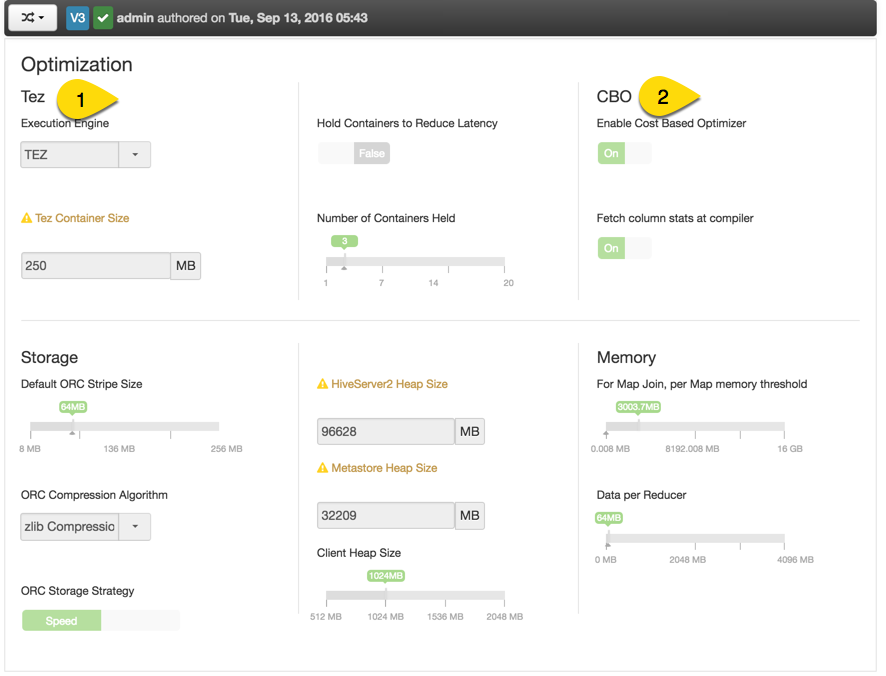 V3 admin authored on Tue, Sep 13, 2016 05:43
Optimization
Tez
1
Execution Engine
TEZ
Tez Container Size
250 MB
Hold Containers to Reduce Latency
False
Number of Containers Held
3
1 7 14 20
CBO
2
Enable Cost Based Optimizer
On
Fetch column stats at compiler
On
Storage
Default ORC Stripe Size
64MB
8 MB 136 MB 256 MB
ORC Compression Algorithm
zlib Compressio
ORC Storage Strategy
Speed
HiveServer2 Heap Size
96628 MB
Metastore Heap Size
32209 MB
Client Heap Size
1024MB
512 MB 1024 MB 1536 MB 2048 MB
Memory
For Map Join, per Map memory threshold
3003.7MB
0.008 MB 8192.008 MB 16 GB
Data per Reducer
64MB
0 MB 2048 MB 4096 MB